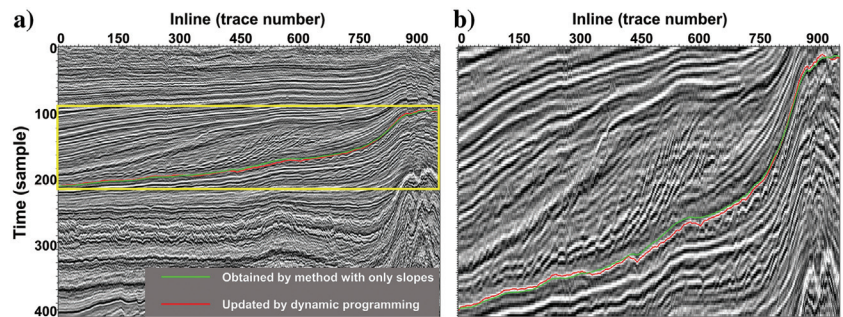 a)
Inline (trace number)
0 150 300 450 600 750 900
Time (sample)
0
100
200
300
400
Obtained by method with only slopes
Updated by dynamic programming
b)
Inline (trace number)
0 150 300 450 600 750 900